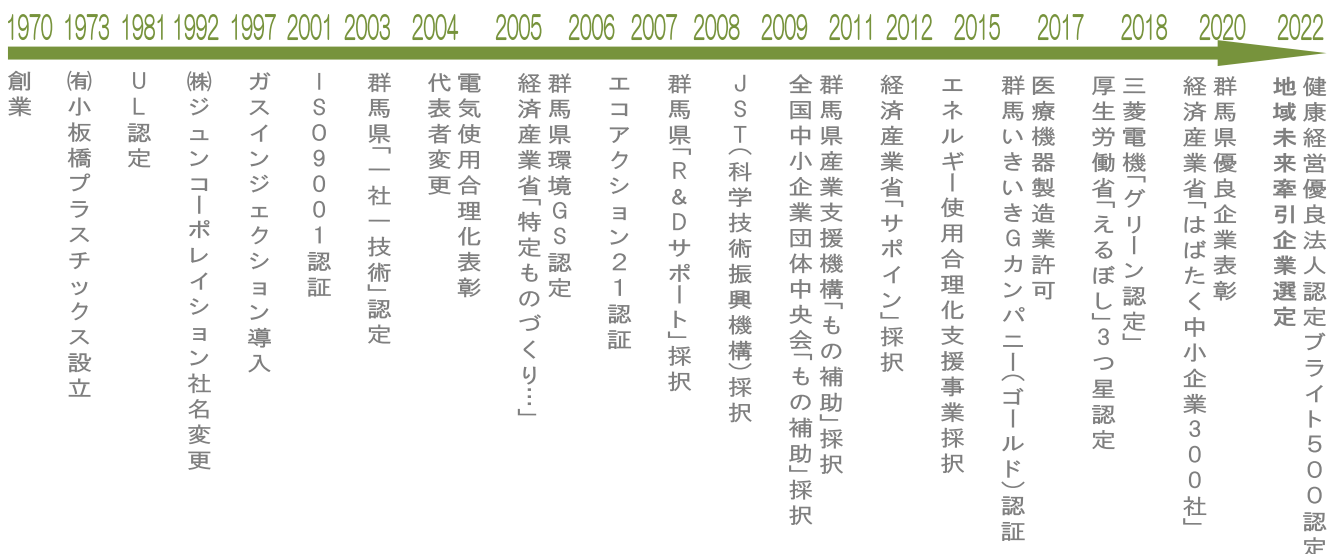 1970 1973 1981 1992 1997 2001 2003 2004 2005 2006 2007 2008 2009 2011 2012 2015 2017 2018 2020 2022
創業
㈲小板橋プラスチックス設立
UL認定
㈱ジュンコーポレイション社名変更
ガスインジェクション導入
ISO9001認証
群馬県「一社一技術」認定
電気使用合理化表彰
代表者変更
群馬県環境GS認定
経済産業省「特定ものづくり…」
エコアクション21認証
群馬県「R&Dサポート」採択
JST(科学技術振興機構)採択
群馬県産業支援機構「もの補助」採択
全国中小企業団体中央会「もの補助」採択
経済産業省「サポイン」採択
エネルギー使用合理化支援事業採択
医療機器製造業許可
群馬いきいきGカンパニー(ゴールド)認証
三菱電機「グリーン認定」
厚生労働省「えるぼし」3つ星認定
群馬県優良企業表彰
経済産業省「はばたく中小企業300社」
健康経営優良法人認定ブライト500認定
地域未来牽引企業選定